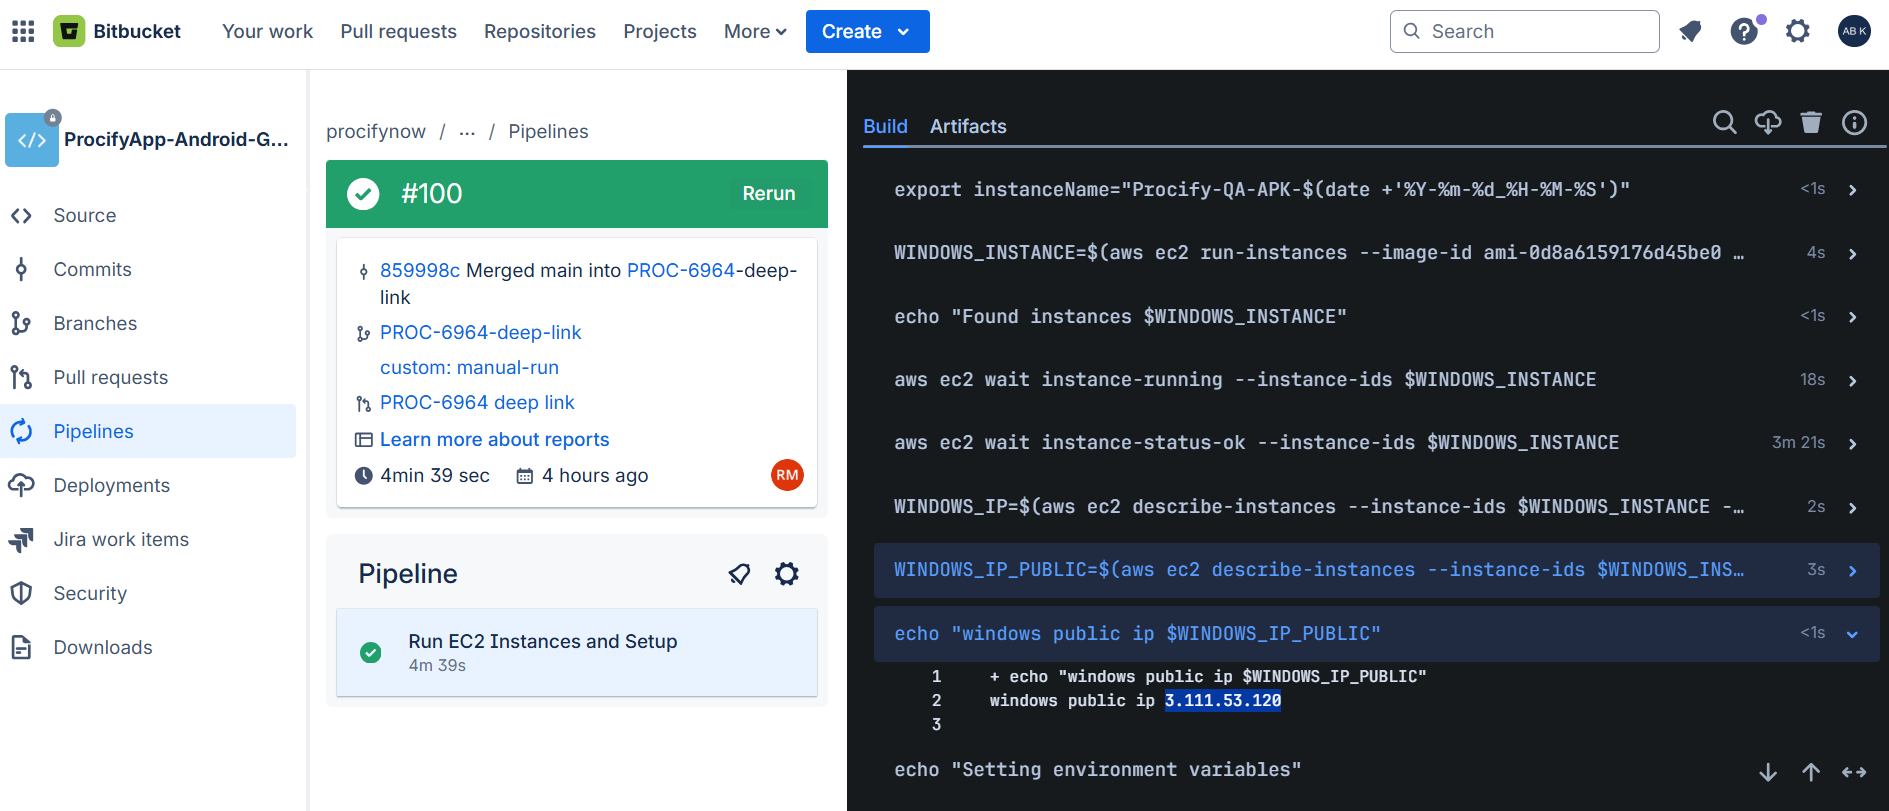 Bitbucket
Your work
Pull requests
Repositories
Projects
More
Create
Search
AB K
ProcifyApp-Android-G...
Source
Commits
Branches
Pull requests
Pipelines
Deployments
Jira work items
Security
Downloads
procifynow / ... / Pipelines
#100
Rerun
859998c Merged main into PROC-6964-deep-
link
PROC-6964-deep-link
custom: manual-run
PROC-6964 deep link
Learn more about reports
4min 39 sec
4 hours ago
RM
Pipeline
Run EC2 Instances and Setup
4m 39s
Build
Artifacts
export instanceName="Procify-QA-APK-$(date +'%Y-%m-%d_%H-%M-%S')" <1s
WINDOWS_INSTANCE=$(aws ec2 run-instances --image-id ami-0d8a6159176d45be0 … 4s
echo "Found instances $WINDOWS_INSTANCE" <1s
aws ec2 wait instance-running --instance-ids $WINDOWS_INSTANCE 18s
aws ec2 wait instance-status-ok --instance-ids $WINDOWS_INSTANCE 3m 21s
WINDOWS_IP=$(aws ec2 describe-instances --instance-ids $WINDOWS_INSTANCE -… 2s
WINDOWS_IP_PUBLIC=$(aws ec2 describe-instances --instance-ids $WINDOWS_INS… 3s
echo "windows public ip $WINDOWS_IP_PUBLIC" <1s
1 + echo "windows public ip $WINDOWS_IP_PUBLIC"
2 windows public ip 3.111.53.120
3
echo "Setting environment variables"